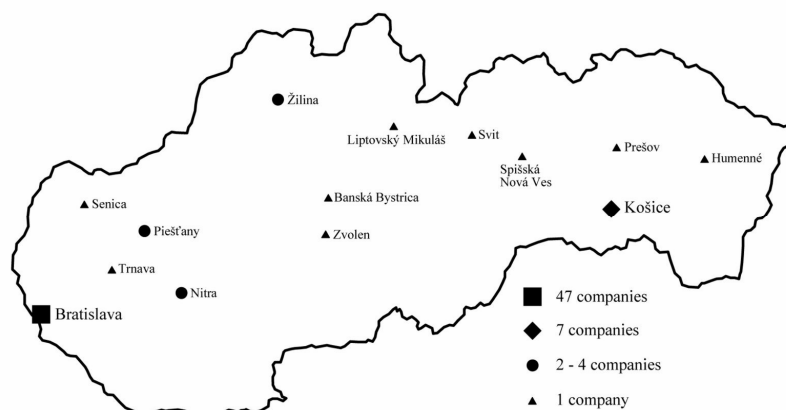 Žilina
Liptovský Mikuláš
Svit
Spišská
Nová Ves
Prešov
Humenné
Senica
Banská Bystrica
Košice
Piešťany
Zvolen
Trnava
Nitra
Bratislava
47 companies
7 companies
2 - 4 companies
1 company